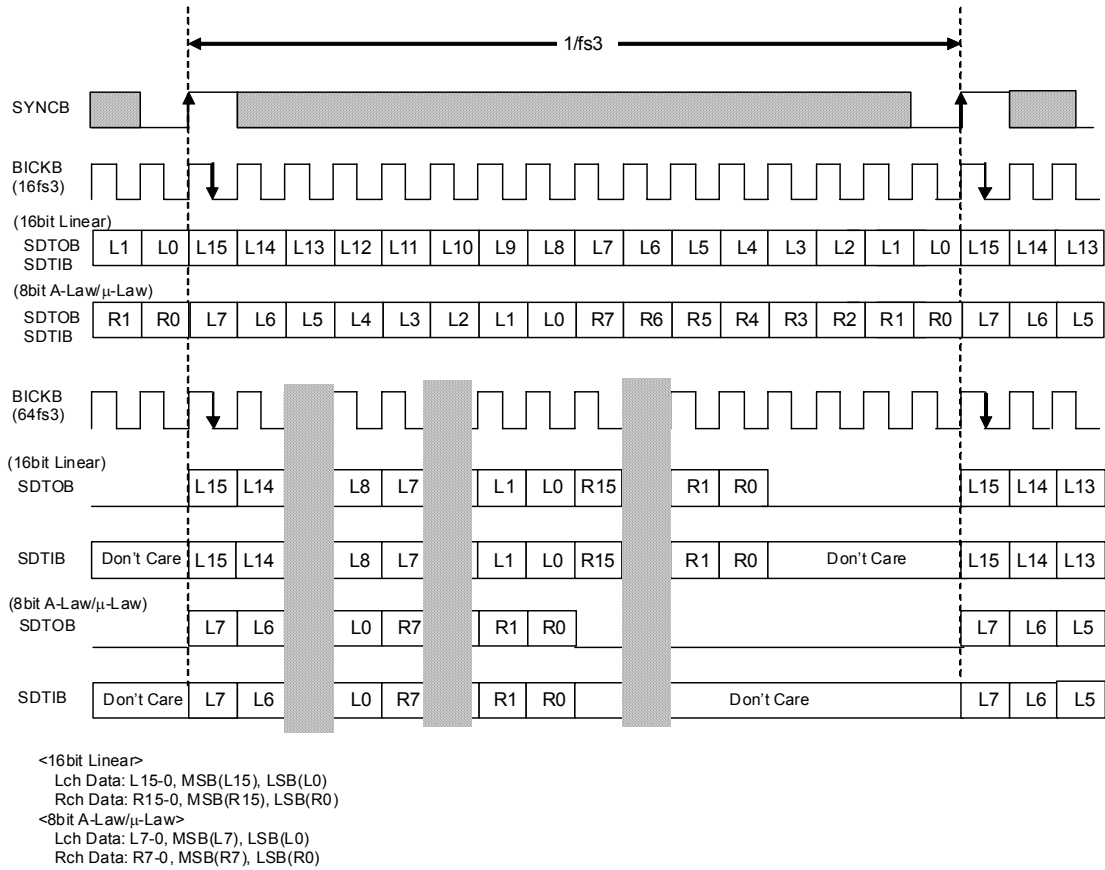 1/fs3
SYNCB
BICKB
(16fs3)
(16bit Linear)
SDTOB
SDTIB
L1 L0 L15 L14 L13 L12 L11 L10 L9 L8 L7 L6 L5 L4 L3 L2 L1 L0 L15 L14 L13
(8bit A-Law/μ-Law)
SDTOB
SDTIB
R1 R0 L7 L6 L5 L4 L3 L2 L1 L0 R7 R6 R5 R4 R3 R2 R1 R0 L7 L6 L5
BICKB
(64fs3)
(16bit Linear)
SDTOB L15 L14 L8 L7 L1 L0 R15 R1 R0 L15 L14 L13
SDTIB Don't Care L15 L14 L8 L7 L1 L0 R15 R1 R0 Don't Care L15 L14 L13
(8bit A-Law/μ-Law)
SDTOB L7 L6 L0 R7 R1 R0 L7 L6 L5
SDTIB Don't Care L7 L6 L0 R7 R1 R0 Don't Care L7 L6 L5
<16bit Linear>
Lch Data: L15-0, MSB(L15), LSB(L0)
Rch Data: R15-0, MSB(R15), LSB(R0)
<8bit A-Law/μ-Law>
Lch Data: L7-0, MSB(L7), LSB(L0)
Rch Data: R7-0, MSB(R7), LSB(R0)